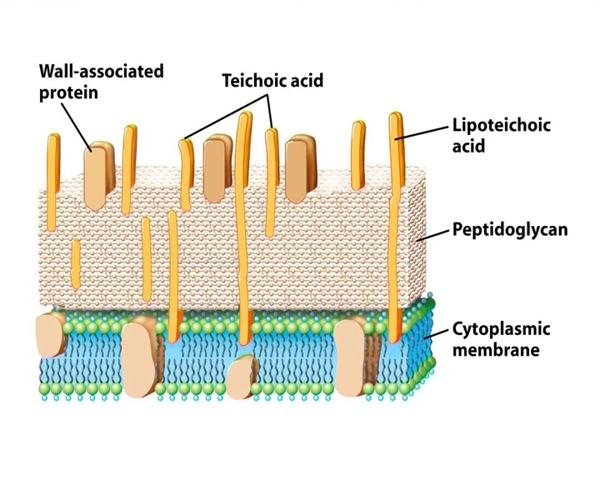 Wall-associated
protein
Teichoic acid
Lipoteichoic
acid
Peptidoglycan
Cytoplasmic
membrane